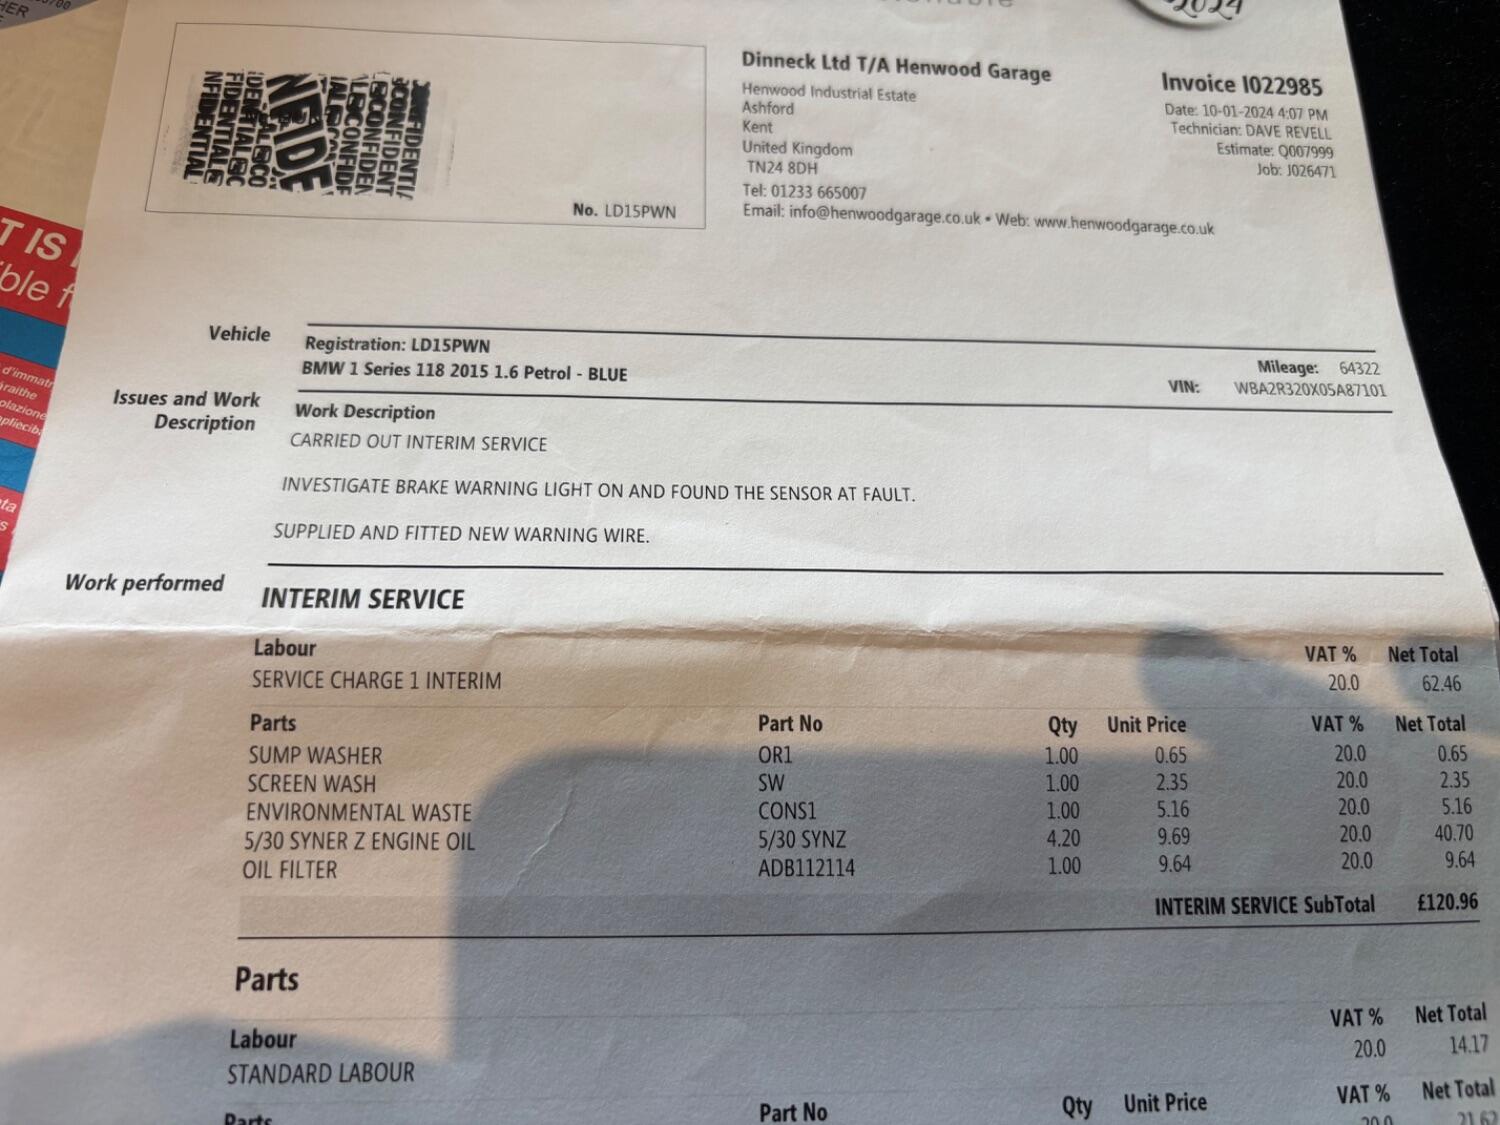 2024
Dinneck Ltd T/A Henwood Garage
Henwood Industrial Estate
Ashford
Kent
United Kingdom
TN24 8DH
Tel: 01233 665007
Email: info@henwoodgarage.co.uk • Web: www.henwoodgarage.co.uk
Invoice I022985
Date: 10-01-2024 4:07 PM
Technician: DAVE REVELL
Estimate: Q007999
Job: J026471
No. LD15PWN
T IS
Vehicle
Registration: LD15PWN
BMW 1 Series 118 2015 1.6 Petrol - BLUE
Mileage: 64322
VIN: WBA2R320X05A87101
Issues and Work
Description
Work Description
CARRIED OUT INTERIM SERVICE
INVESTIGATE BRAKE WARNING LIGHT ON AND FOUND THE SENSOR AT FAULT.
SUPPLIED AND FITTED NEW WARNING WIRE.
Work performed
INTERIM SERVICE
Labour VAT % Net Total
SERVICE CHARGE 1 INTERIM 20.0 62.46
Parts Part No Qty Unit Price VAT % Net Total
SUMP WASHER OR1 1.00 0.65 20.0 0.65
SCREEN WASH SW 1.00 2.35 20.0 2.35
ENVIRONMENTAL WASTE CONS1 1.00 5.16 20.0 5.16
5/30 SYNER Z ENGINE OIL 5/30 SYNZ 4.20 9.69 20.0 40.70
OIL FILTER ADB112114 1.00 9.64 20.0 9.64
INTERIM SERVICE SubTotal £120.96
Parts
Labour VAT % Net Total
STANDARD LABOUR 20.0 14.17
Parts Part No Qty Unit Price VAT % Net Total
20.0 21.62